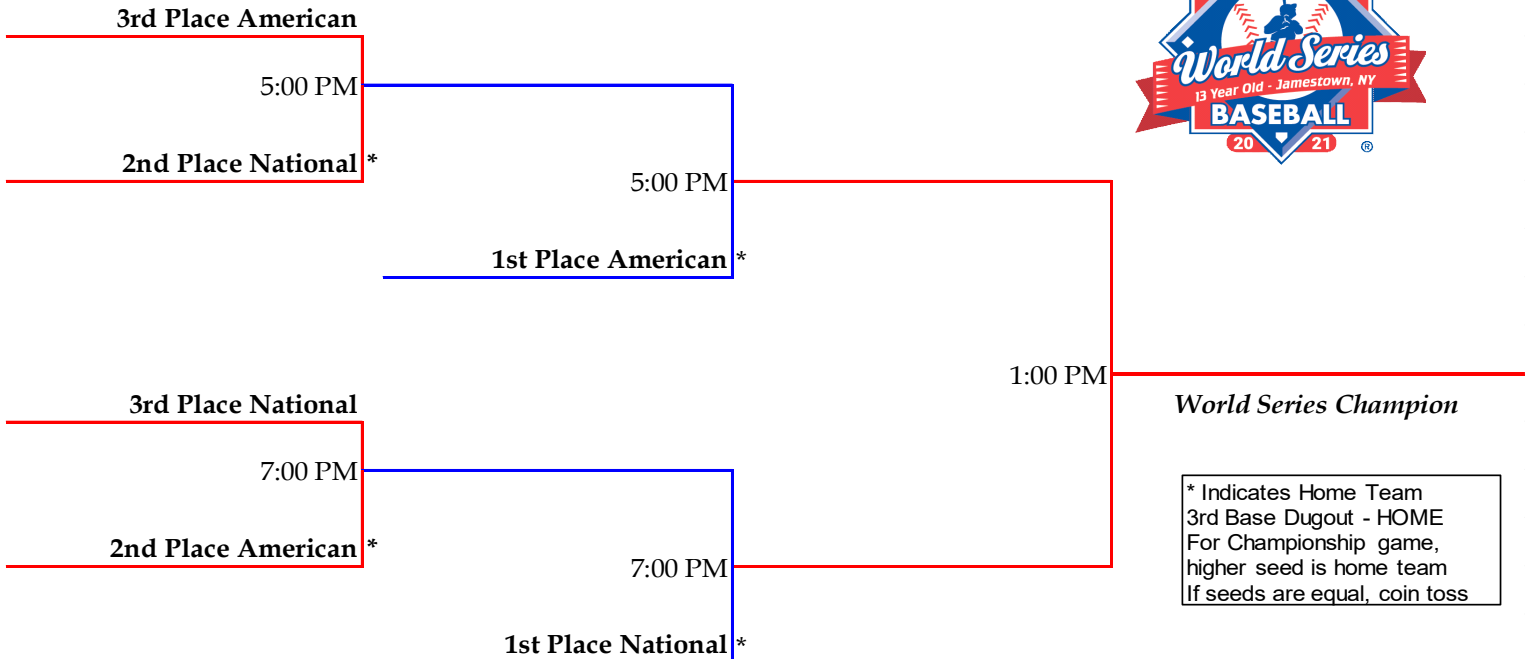 3rd Place American
5:00 PM
2nd Place National *
5:00 PM
1st Place American *
World Series
13 Year Old - Jamestown, NY
BASEBALL
20 21 ®
1:00 PM
World Series Champion
3rd Place National
7:00 PM
2nd Place American *
7:00 PM
1st Place National *
* Indicates Home Team
3rd Base Dugout - HOME
For Championship game,
higher seed is home team
If seeds are equal, coin toss